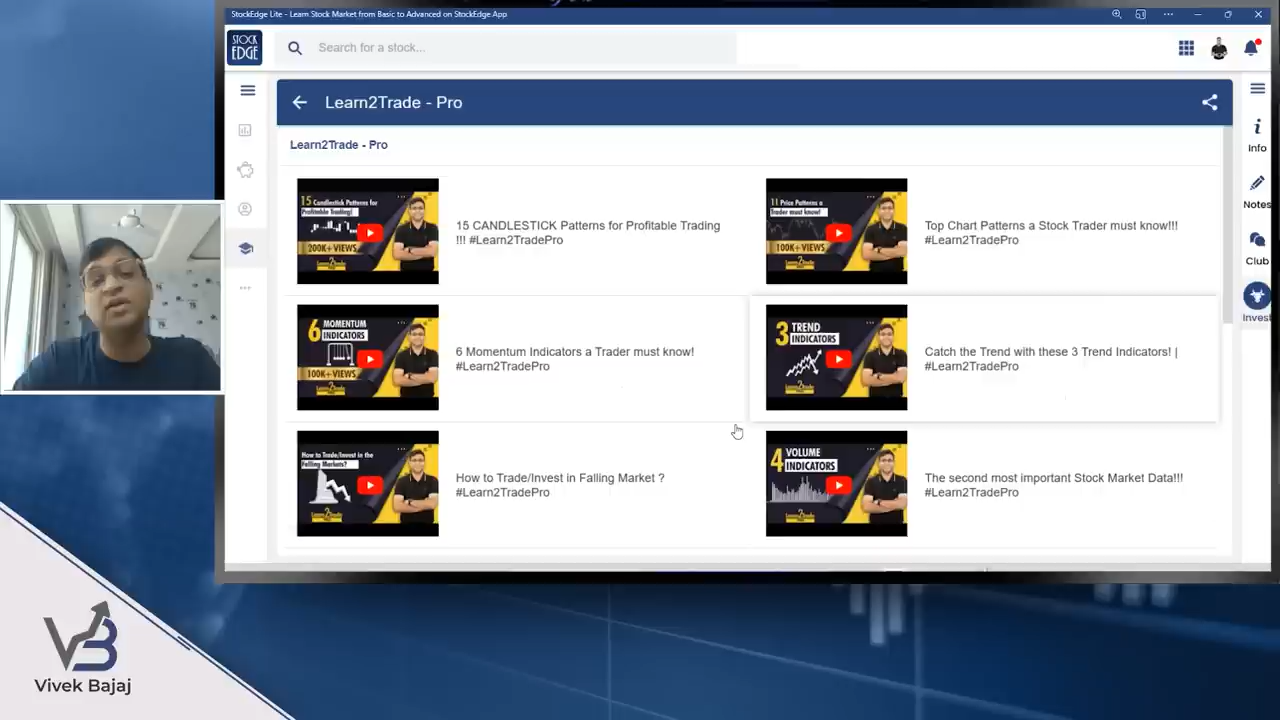 StockEdge Lite - Learn Stock Market from Basic to Advanced on StockEdge.App
STOCK
EDGE
Search for a stock...
Learn2Trade - Pro
Learn2Trade - Pro
15 Candlestick Patterns for
Profitable Trading!
200K+ VIEWS
15 CANDLESTICK Patterns for Profitable Trading
!!! #Learn2TradePro
11 Price Patterns a
Trader must know!
100K+ VIEWS
Top Chart Patterns a Stock Trader must know!!!
#Learn2TradePro
6 MOMENTUM
INDICATORS
100K+ VIEWS
6 Momentum Indicators a Trader must know!
#Learn2TradePro
3 TREND
INDICATORS
Catch the Trend with these 3 Trend Indicators! |
#Learn2TradePro
How to Trade/Invest in the
Falling Markets?
How to Trade/Invest in Falling Market ?
#Learn2TradePro
4 VOLUME
INDICATORS
The second most important Stock Market Data!!!
#Learn2TradePro
Info
Notes
Club
Invest
VB
Vivek Bajaj